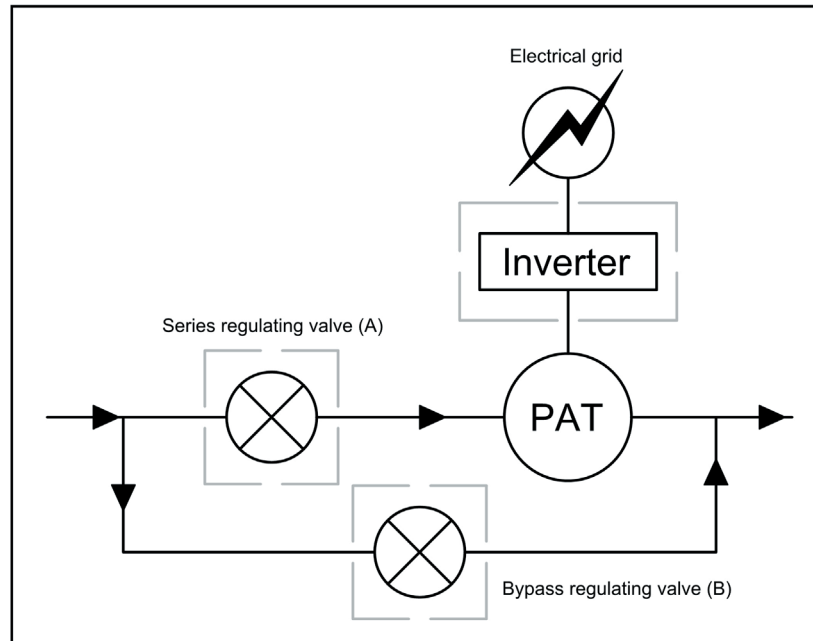 Electrical grid
Inverter
Series regulating valve (A)
PAT
Bypass regulating valve (B)